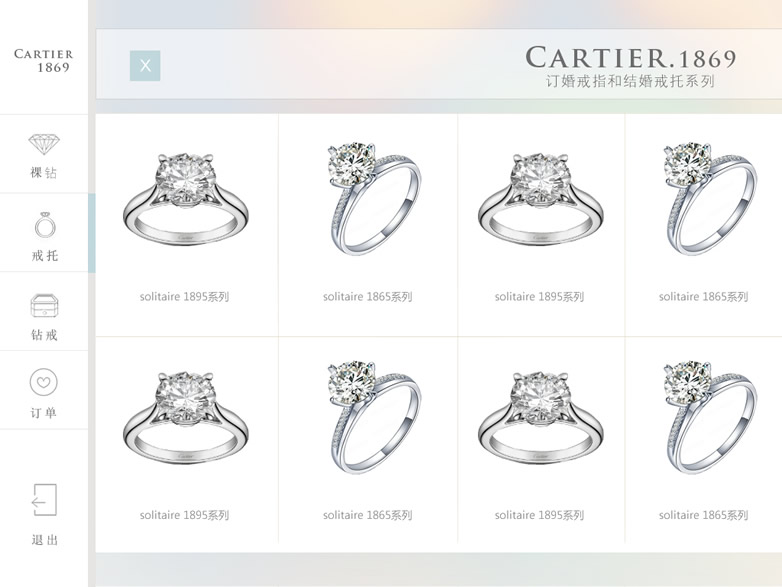 CARTIER
1869
裸钻
戒托
钻戒
订单
退出
X
CARTIER.1869
订婚戒指和结婚戒托系列
solitaire 1895系列
solitaire 1865系列
solitaire 1895系列
solitaire 1865系列
solitaire 1895系列
solitaire 1865系列
solitaire 1895系列
solitaire 1865系列